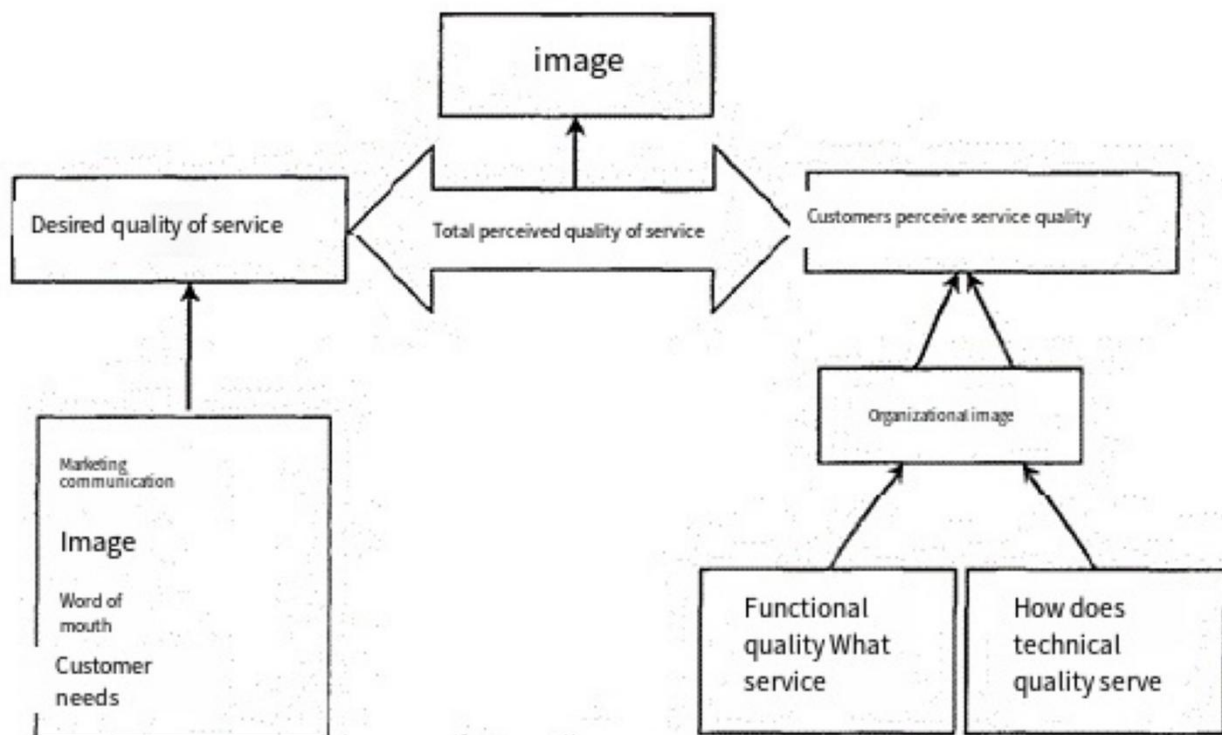 image
Desired quality of service
Total perceived quality of service
Customers perceive service quality
Organizational image
Marketing
communication
Image
Word of
mouth
Customer
needs
Functional
quality What
service
How does
technical
quality serve